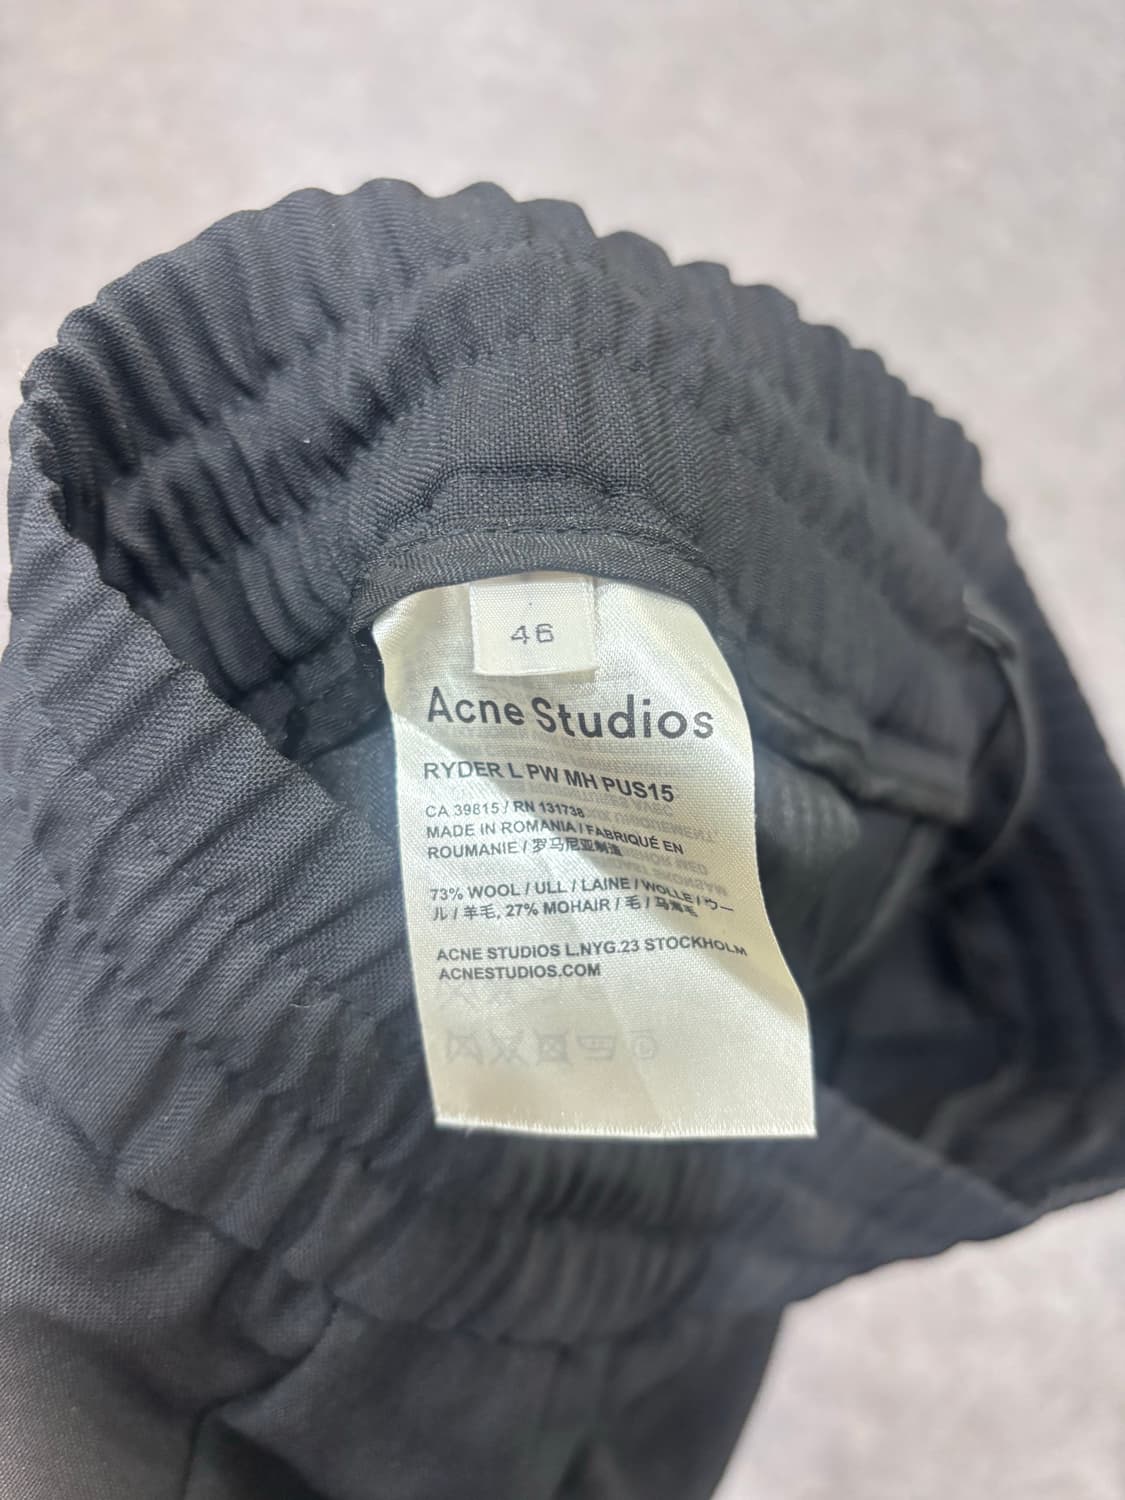 46
Acne Studios
RYDER L PW MH PUS15
CA 39815 / RN 131738
MADE IN ROMANIA / FABRIQUÉ EN
ROUMANIE / 罗马尼亚制造
73% WOOL / ULL / LAINE / WOLLE / ウー
ル / 羊毛, 27% MOHAIR / 毛 / 马海毛
ACNE STUDIOS L.NYG.23 STOCKHOLM
ACNESTUDIOS.COM